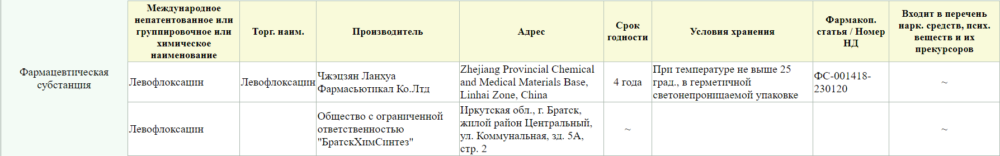 Фармацевтическая
субстанция
Международное
непатентованное или
группировочное или
химическое
наименование
Торг. наим.
Производитель
Адрес
Срок
годности
Условия хранения
Фармакоп.
статья / Номер
НД
Входит в перечень
нарк. средств, псих.
веществ и их
прекурсоров
Левофлоксацин
Левофлоксацин
Чжэцзян Ланхуа
Фармасьютикал Ко.Лтд
Zhejiang Provincial Chemical
and Medical Materials Base,
Linhai Zone, China
4 года
При температуре не выше 25
град., в герметичной
светонепроницаемой упаковке
ФС-001418-
230120
~
Левофлоксацин
Общество с ограниченной
ответственностью
"БратскХимСинтез"
Иркутская обл., г. Братск,
жилой район Центральный,
ул. Коммунальная, зд. 5А,
стр. 2
~
~